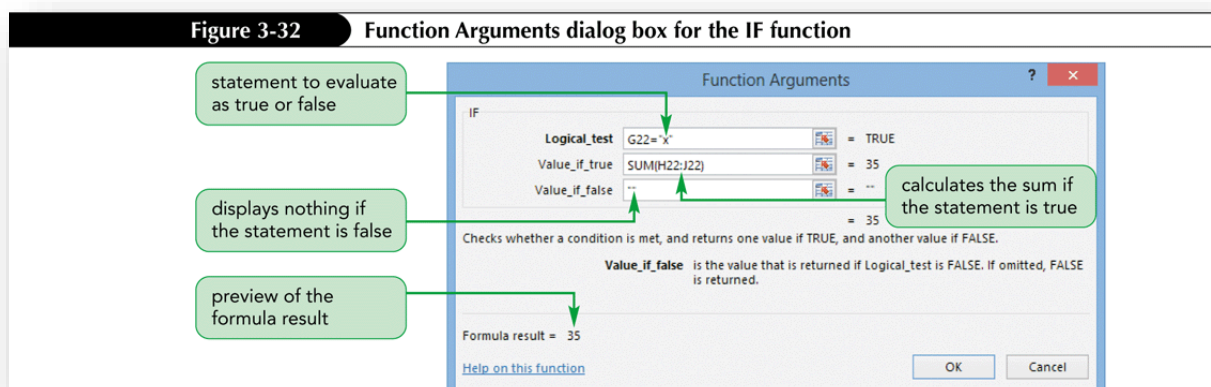 Figure 3-32 Function Arguments dialog box for the IF function
statement to evaluate
as true or false
Function Arguments ? ×
IF
Logical_test G22="x" = TRUE
Value_if_true SUM(H22:J22) = 35
Value_if_false "" = ""
calculates the sum if
the statement is true
displays nothing if
the statement is false
= 35
Checks whether a condition is met, and returns one value if TRUE, and another value if FALSE.
Value_if_false is the value that is returned if Logical_test is FALSE. If omitted, FALSE
is returned.
preview of the
formula result
Formula result = 35
Help on this function
OK Cancel